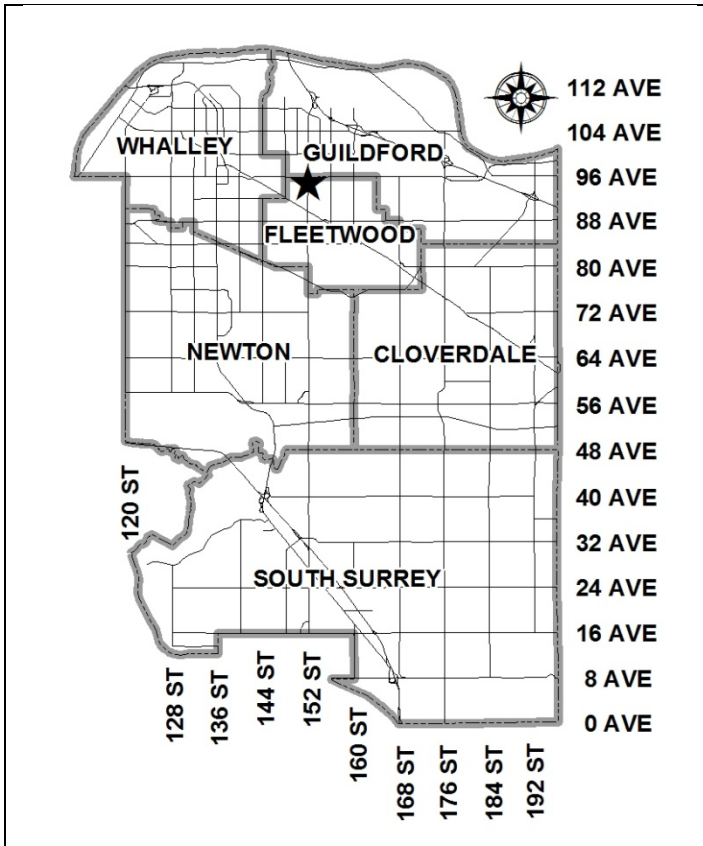 112 AVE
104 AVE
WHALLEY
GUILDFORD
96 AVE
88 AVE
FLEETWOOD
80 AVE
72 AVE
NEWTON
CLOVERDALE
64 AVE
56 AVE
48 AVE
120 ST
40 AVE
32 AVE
SOUTH SURREY
24 AVE
16 AVE
8 AVE
0 AVE
128 ST
136 ST
144 ST
152 ST
160 ST
168 ST
176 ST
184 ST
192 ST